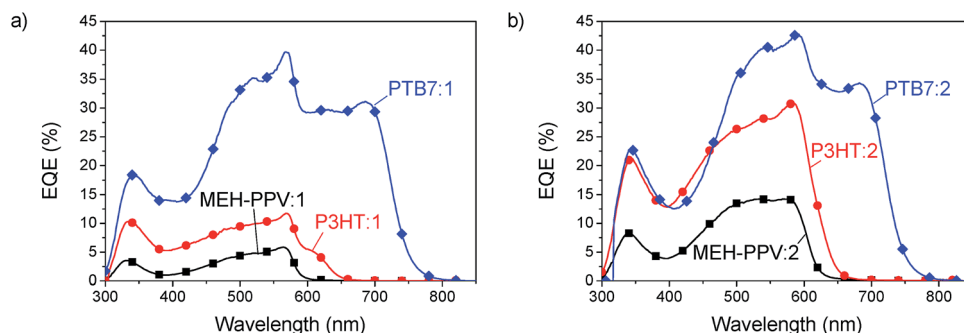 a)
EQE (%)
45
40
35
30
25
20
15
10
5
0
PTB7:1
MEH-PPV:1
P3HT:1
300 400 500 600 700 800
Wavelength (nm)
b)
EQE (%)
45
40
35
30
25
20
15
10
5
0
PTB7:2
P3HT:2
MEH-PPV:2
300 400 500 600 700 800
Wavelength (nm)